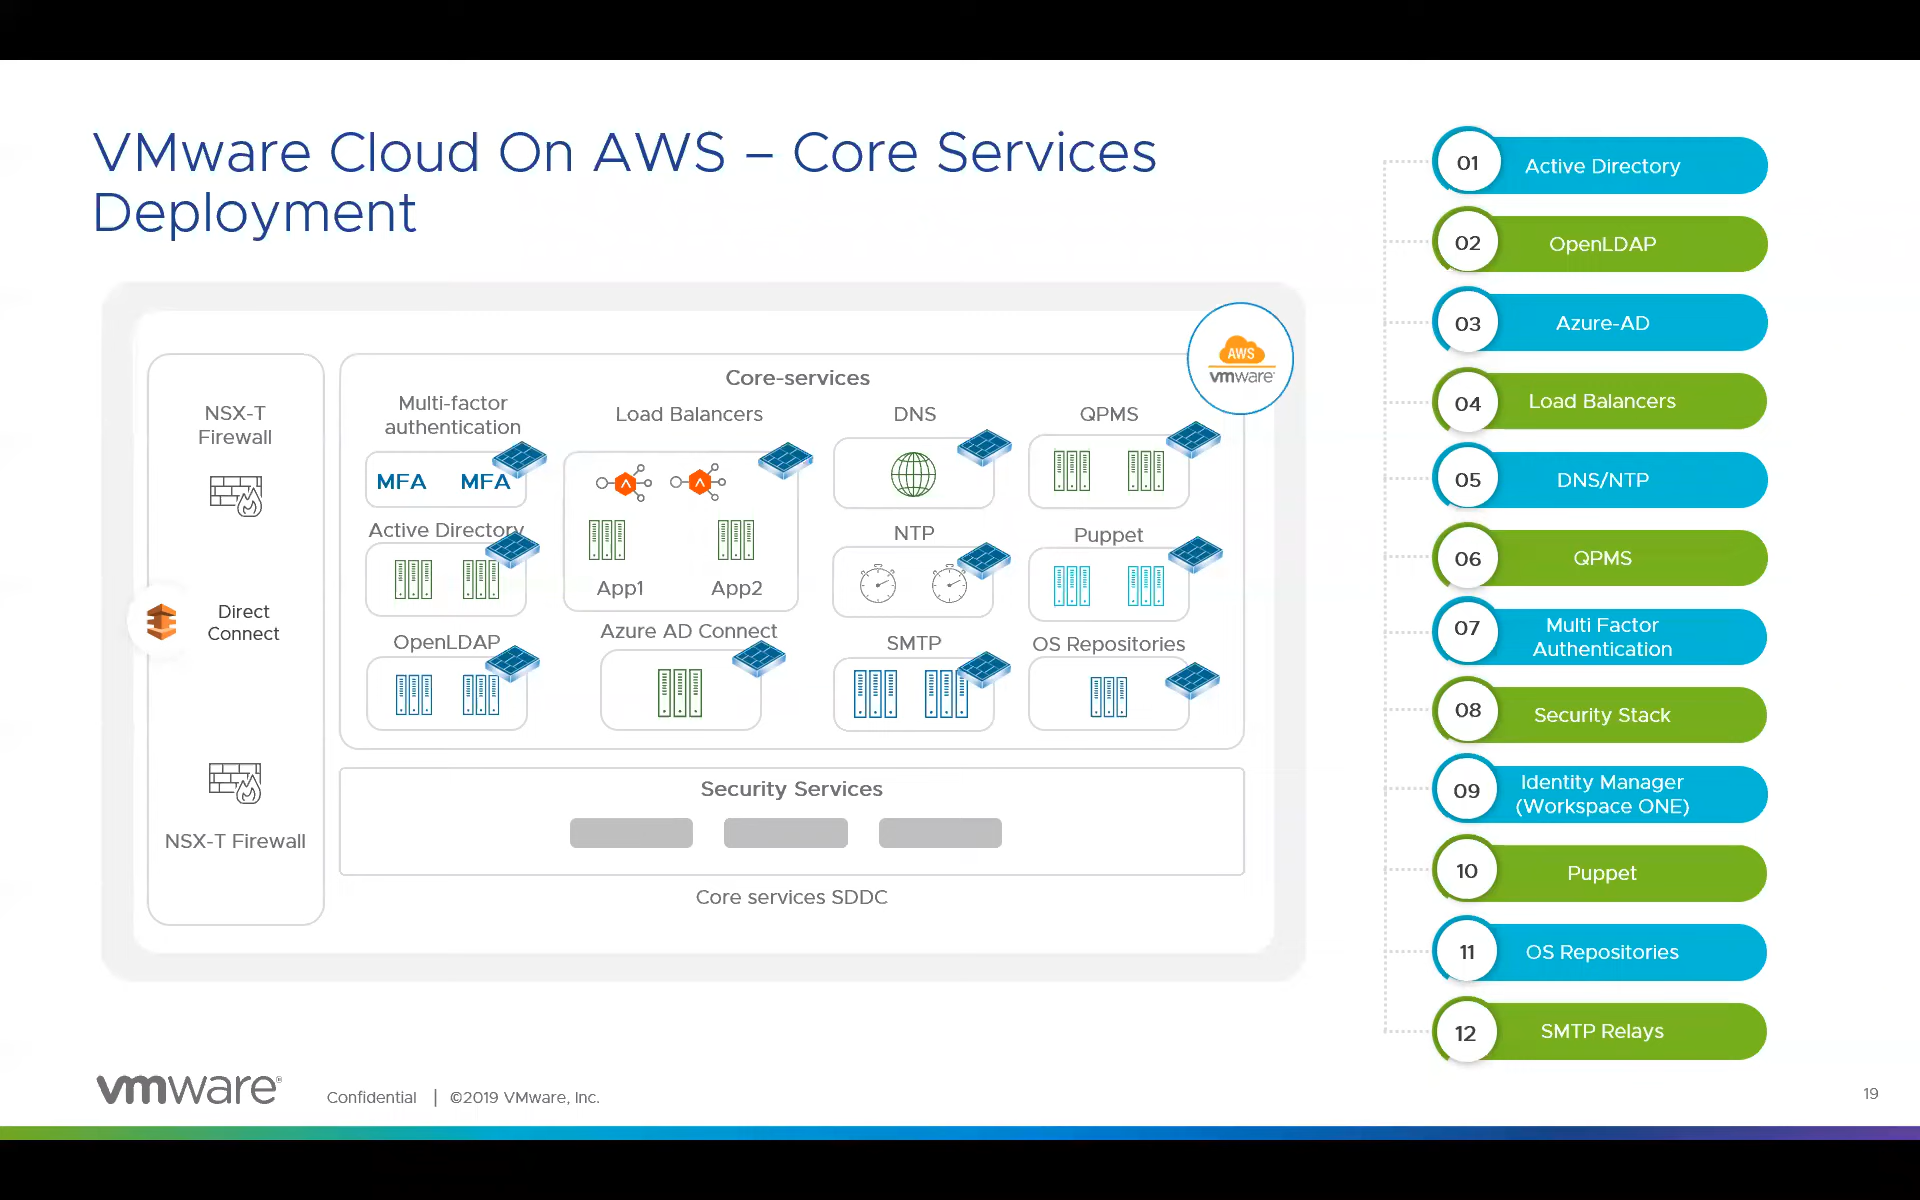 VMware Cloud On AWS – Core Services
Deployment
NSX-T
Firewall
Direct
Connect
NSX-T Firewall
Core-services
Multi-factor
authentication
MFA MFA
Load Balancers
App1 App2
DNS
QPMS
Active Directory
NTP
Puppet
OpenLDAP
Azure AD Connect
SMTP
OS Repositories
AWS
vmware
Security Services
Core services SDDC
01 Active Directory
02 OpenLDAP
03 Azure-AD
04 Load Balancers
05 DNS/NTP
06 QPMS
07 Multi Factor
Authentication
08 Security Stack
09 Identity Manager
(Workspace ONE)
10 Puppet
11 OS Repositories
12 SMTP Relays
vmware®
Confidential | ©2019 VMware, Inc.
19